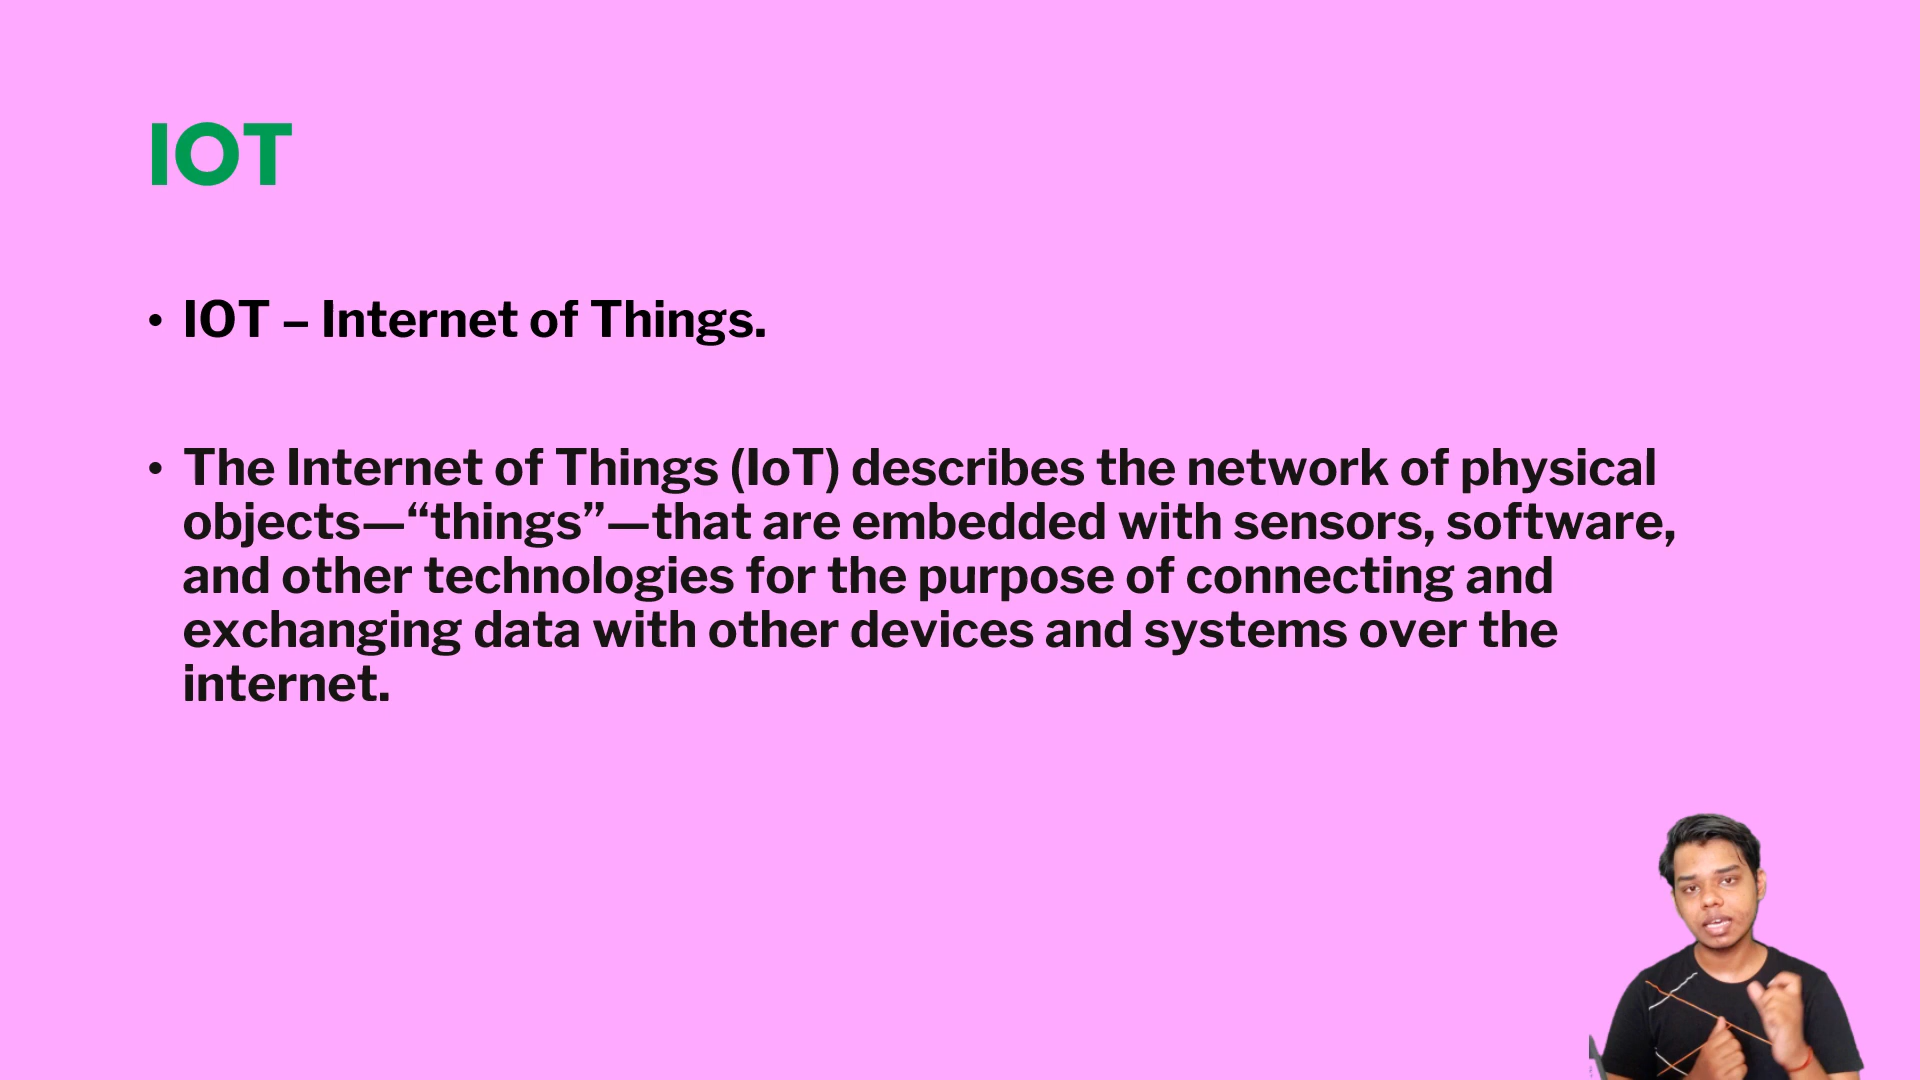 IOT
• IOT – Internet of Things.
• The Internet of Things (IoT) describes the network of physical
objects—“things”—that are embedded with sensors, software,
and other technologies for the purpose of connecting and
exchanging data with other devices and systems over the
internet.